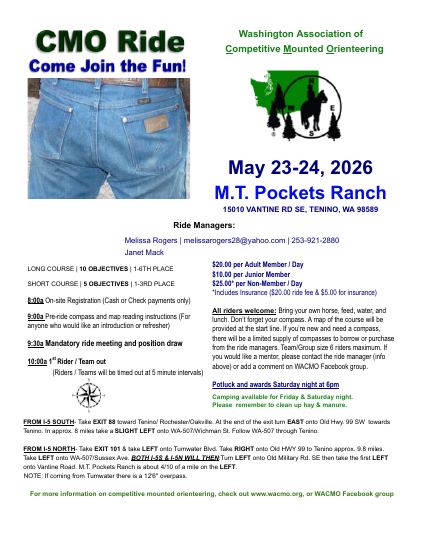 CMO Ride
Come Join the Fun!
Washington Association of
Competitive Mounted Orienteering
N
W E
S
May 23-24, 2026
M.T. Pockets Ranch
15010 VANTINE RD SE, TENINO, WA 98589
Ride Managers:
Melissa Rogers | melissarogers28@yahoo.com | 253-921-2880
Janet Mack
LONG COURSE | 10 OBJECTIVES | 1-6TH PLACE
SHORT COURSE | 5 OBJECTIVES | 1-3RD PLACE
8:00a On-site Registration (Cash or Check payments only)
9:00a Pre-ride compass and map reading instructions (For
anyone who would like an introduction or refresher)
9:30a Mandatory ride meeting and position draw
10:00a 1st Rider / Team out
(Riders / Teams will be timed out at 5 minute intervals)
$20.00 per Adult Member / Day
$10.00 per Junior Member
$25.00* per Non-Member / Day
*Includes Insurance ($20.00 ride fee & $5.00 for insurance)
All riders welcome: Bring your own horse, feed, water, and
lunch. Don't forget your compass. A map of the course will be
provided at the start line. If you're new and need a compass,
there will be a limited supply of compasses to borrow or purchase
from the ride managers. Team/Group size 6 riders maximum. If
you would like a mentor, please contact the ride manager (info
above) or add a comment on WACMO Facebook group.
Potluck and awards Saturday night at 6pm
Camping available for Friday & Saturday night.
Please remember to clean up hay & manure.
FROM I-5 SOUTH- Take EXIT 88 toward Tenino/ Rochester/Oakville. At the end of the exit turn EAST onto Old Hwy. 99 SW towards
Tenino. In approx. 8 miles take a SLIGHT LEFT onto WA-507/Wichman St. Follow WA-507 through Tenino.
FROM I-5 NORTH- Take EXIT 101 & take LEFT onto Tumwater Blvd. Take RIGHT onto Old HWY 99 to Tenino approx. 9.8 miles.
Take LEFT onto WA-507/Sussex Ave. BOTH I-5S & I-5N WILL THEN Turn LEFT onto Old Military Rd. SE then take the first LEFT
onto Vantine Road. M.T. Pockets Ranch is about 4/10 of a mile on the LEFT.
NOTE: If coming from Tumwater there is a 12'6" overpass.
For more information on competitive mounted orienteering, check out www.wacmo.org, or WACMO Facebook group